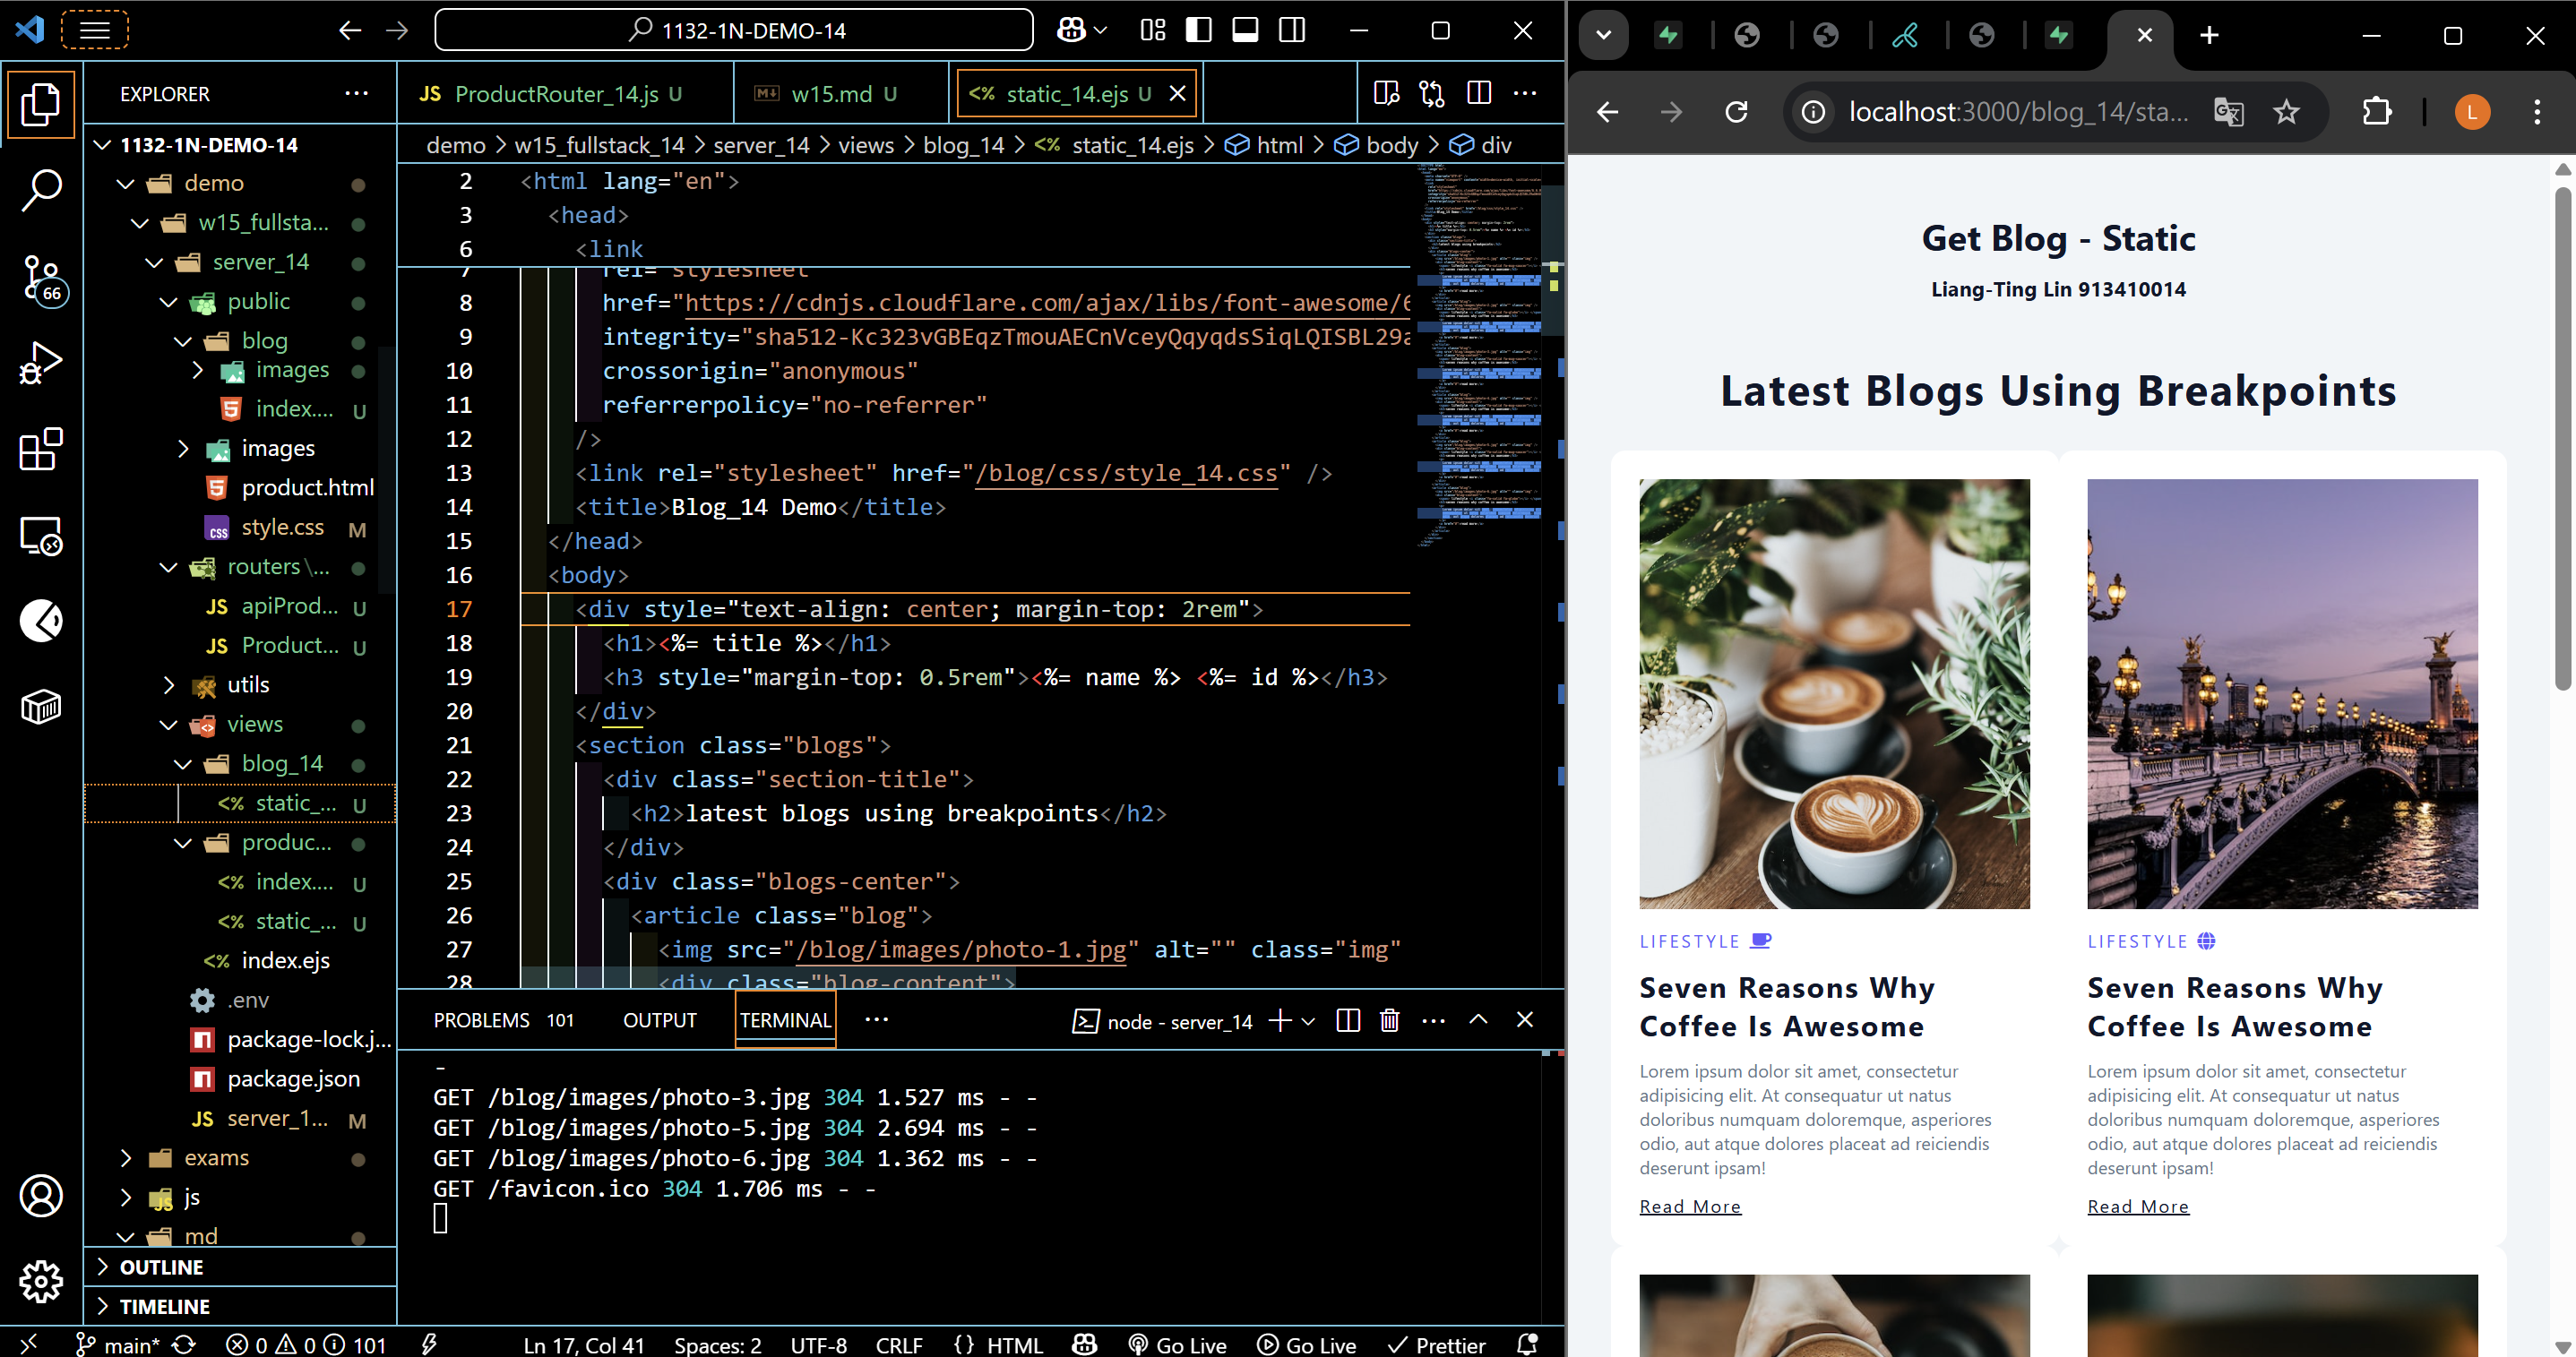 1132-1N-DEMO-14
EXPLORER
1132-1N-DEMO-14
demo
w15_fullsta...
server_14
public
blog
images
index.... U
images
product.html
style.css M
routers\...
apiProd... U
Product... U
utils
views
blog_14
static_... U
produc...
index.... U
static_... U
index.ejs
.env
package-lock.j...
package.json
server_1... M
exams
js
md
OUTLINE
TIMELINE
66
ProductRouter_14.js U
w15.md U
static_14.ejs U
demo > w15_fullstack_14 > server_14 > views > blog_14 > static_14.ejs > html > body > div
2 <html lang="en">
3 <head>
6 <link
7 rel="stylesheet"
8 href="https://cdnjs.cloudflare.com/ajax/libs/font-awesome/6
9 integrity="sha512-Kc323vGBEqzTmouAECnVceyQqyqdsSiqLQISBL29a
10 crossorigin="anonymous"
11 referrerpolicy="no-referrer"
12 />
13 <link rel="stylesheet" href="/blog/css/style_14.css" />
14 <title>Blog_14 Demo</title>
15 </head>
16 <body>
17 <div style="text-align: center; margin-top: 2rem">
18 <h1><%= title %></h1>
19 <h3 style="margin-top: 0.5rem"><%= name %> <%= id %></h3>
20 </div>
21 <section class="blogs">
22 <div class="section-title">
23 <h2>latest blogs using breakpoints</h2>
24 </div>
25 <div class="blogs-center">
26 <article class="blog">
27 <img src="/blog/images/photo-1.jpg" alt="" class="img"
28 <div class="blog-content">
PROBLEMS 101 OUTPUT TERMINAL ... node - server_14
-
GET /blog/images/photo-3.jpg 304 1.527 ms - -
GET /blog/images/photo-5.jpg 304 2.694 ms - -
GET /blog/images/photo-6.jpg 304 1.362 ms - -
GET /favicon.ico 304 1.706 ms - -
main* 0 0 101 Ln 17, Col 41 Spaces: 2 UTF-8 CRLF {} HTML Go Live Go Live Prettier
localhost:3000/blog_14/sta...
L
Get Blog - Static
Liang-Ting Lin 913410014
Latest Blogs Using Breakpoints
LIFESTYLE
Seven Reasons Why
Coffee Is Awesome
Lorem ipsum dolor sit amet, consectetur
adipisicing elit. At consequatur ut natus
doloribus numquam doloremque, asperiores
odio, aut atque dolores placeat ad reiciendis
deserunt ipsam!
Read More
LIFESTYLE
Seven Reasons Why
Coffee Is Awesome
Lorem ipsum dolor sit amet, consectetur
adipisicing elit. At consequatur ut natus
doloribus numquam doloremque, asperiores
odio, aut atque dolores placeat ad reiciendis
deserunt ipsam!
Read More